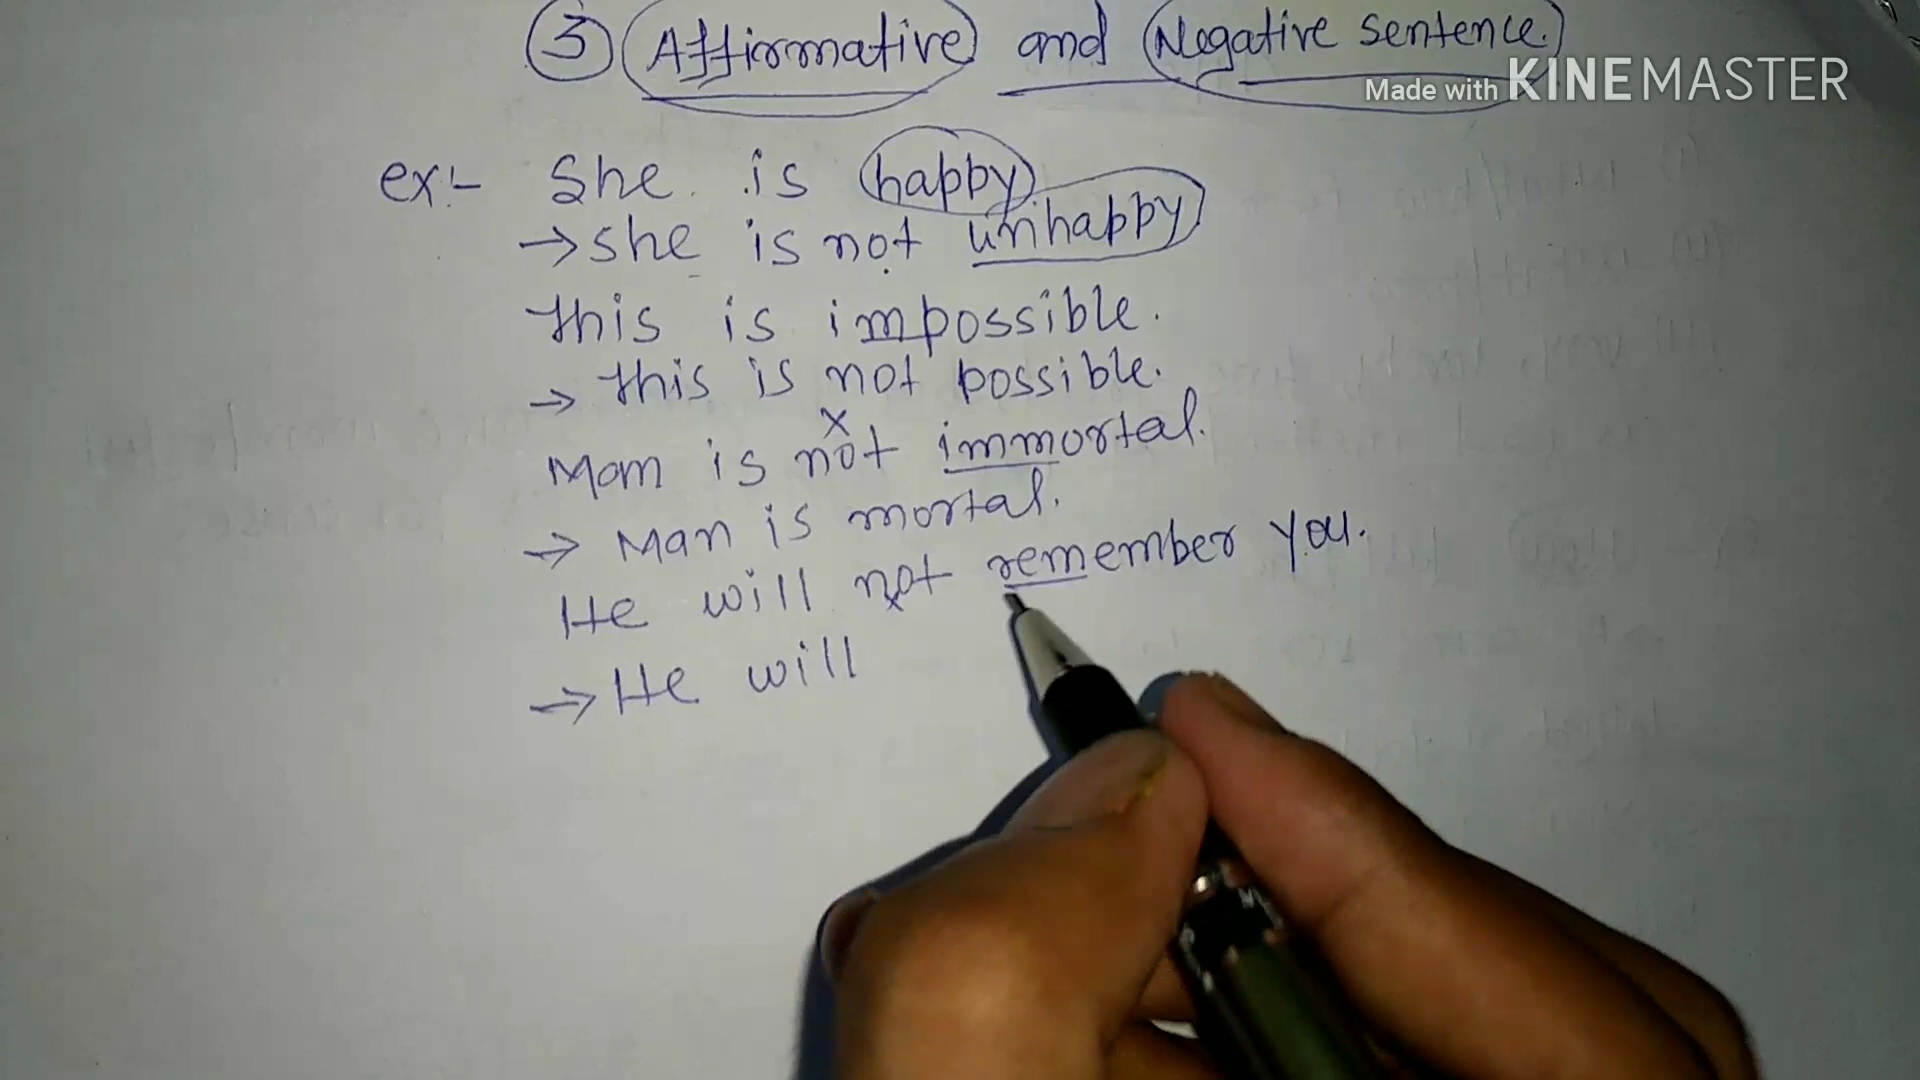 3 Affirmative and Negative sentence.
Made with KINEMASTER
ex:- She is happy
→ she is not unhappy
This is impossible.
→ This is not possible.
Man is not immortal.
→ Man is mortal.
He will not remember you.
→ He will